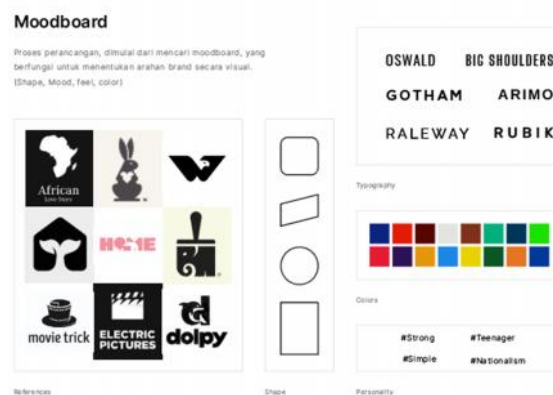 Moodboard
Proses perancangan, dimulai dari mencari moodboard, yang
berfungsi untuk menentukan arahan brand secara visual.
(Shape, Mood, feel, color)
African
Love Story
HOME
movie trick
ELECTRIC
PICTURES
dolpy
References
Shape
OSWALD BIG SHOULDERS
GOTHAM ARIMO
RALEWAY RUBIK
Typography
Colors
#Strong #Teenager
#Simple #Nationalism
Personality